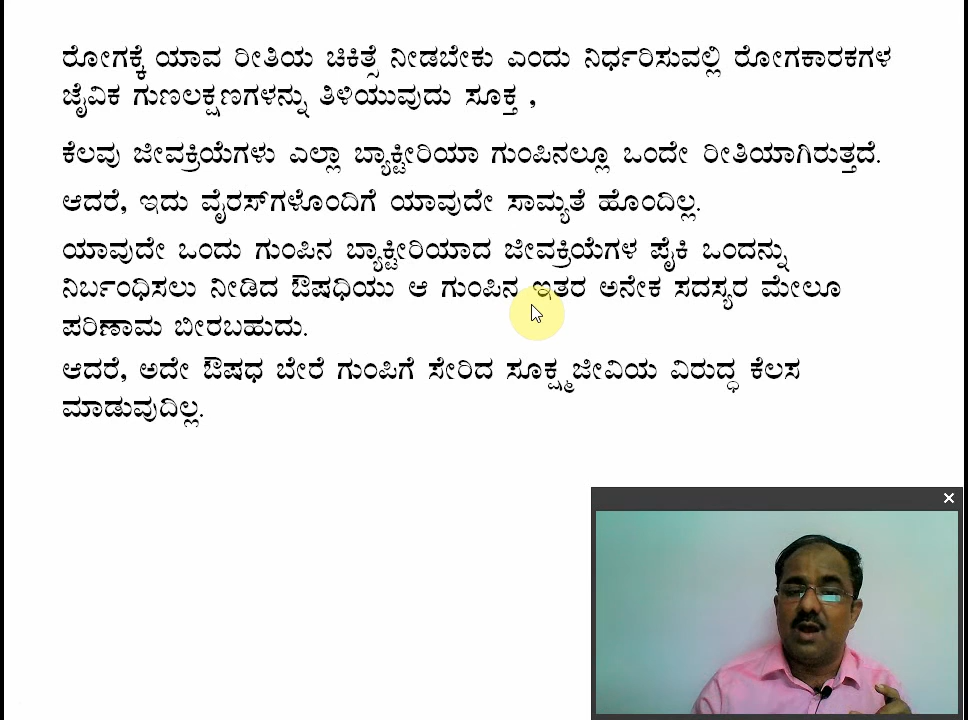 ರೋಗಕ್ಕೆ ಯಾವ ರೀತಿಯ ಚಿಕಿತ್ಸೆ ನೀಡಬೇಕು ಎಂದು ನಿರ್ಧರಿಸುವಲ್ಲಿ ರೋಗಕಾರಕಗಳ
ಜೈವಿಕ ಗುಣಲಕ್ಷಣಗಳನ್ನು ತಿಳಿಯುವುದು ಸೂಕ್ತ ,
ಕೆಲವು ಜೀವಕ್ರಿಯೆಗಳು ಎಲ್ಲಾ ಬ್ಯಾಕ್ಟೀರಿಯಾ ಗುಂಪಿನಲ್ಲೂ ಒಂದೇ ರೀತಿಯಾಗಿರುತ್ತದೆ.
ಆದರೆ, ಇದು ವೈರಸ್‌ಗಳೊಂದಿಗೆ ಯಾವುದೇ ಸಾಮ್ಯತೆ ಹೊಂದಿಲ್ಲ.
ಯಾವುದೇ ಒಂದು ಗುಂಪಿನ ಬ್ಯಾಕ್ಟೀರಿಯಾದ ಜೀವಕ್ರಿಯೆಗಳ ಪೈಕಿ ಒಂದನ್ನು
ನಿರ್ಬಂಧಿಸಲು ನೀಡಿದ ಔಷಧಿಯು ಆ ಗುಂಪಿನ ಇತರ ಅನೇಕ ಸದಸ್ಯರ ಮೇಲೂ
ಪರಿಣಾಮ ಬೀರಬಹುದು.
ಆದರೆ, ಅದೇ ಔಷಧ ಬೇರೆ ಗುಂಪಿಗೆ ಸೇರಿದ ಸೂಕ್ಷ್ಮಜೀವಿಯ ವಿರುದ್ಧ ಕೆಲಸ
ಮಾಡುವುದಿಲ್ಲ.